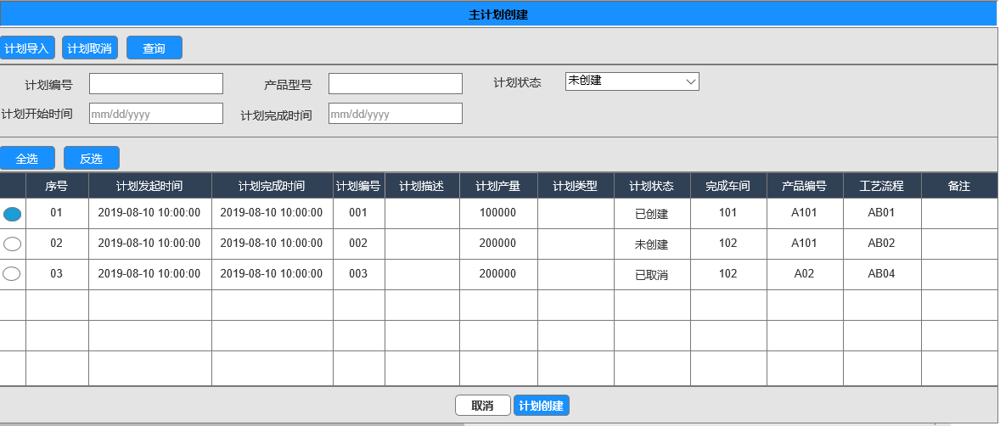 主计划创建
计划导入 计划取消 查询
计划编号 产品型号 计划状态 未创建
计划开始时间 mm/dd/yyyy 计划完成时间 mm/dd/yyyy
全选 反选
序号 计划发起时间 计划完成时间 计划编号 计划描述 计划产量 计划类型 计划状态 完成车间 产品编号 工艺流程 备注
01 2019-08-10 10:00:00 2019-08-10 10:00:00 001 100000 已创建 101 A101 AB01
02 2019-08-10 10:00:00 2019-08-10 10:00:00 002 200000 未创建 102 A101 AB02
03 2019-08-10 10:00:00 2019-08-10 10:00:00 003 200000 已取消 102 A02 AB04
取消 计划创建